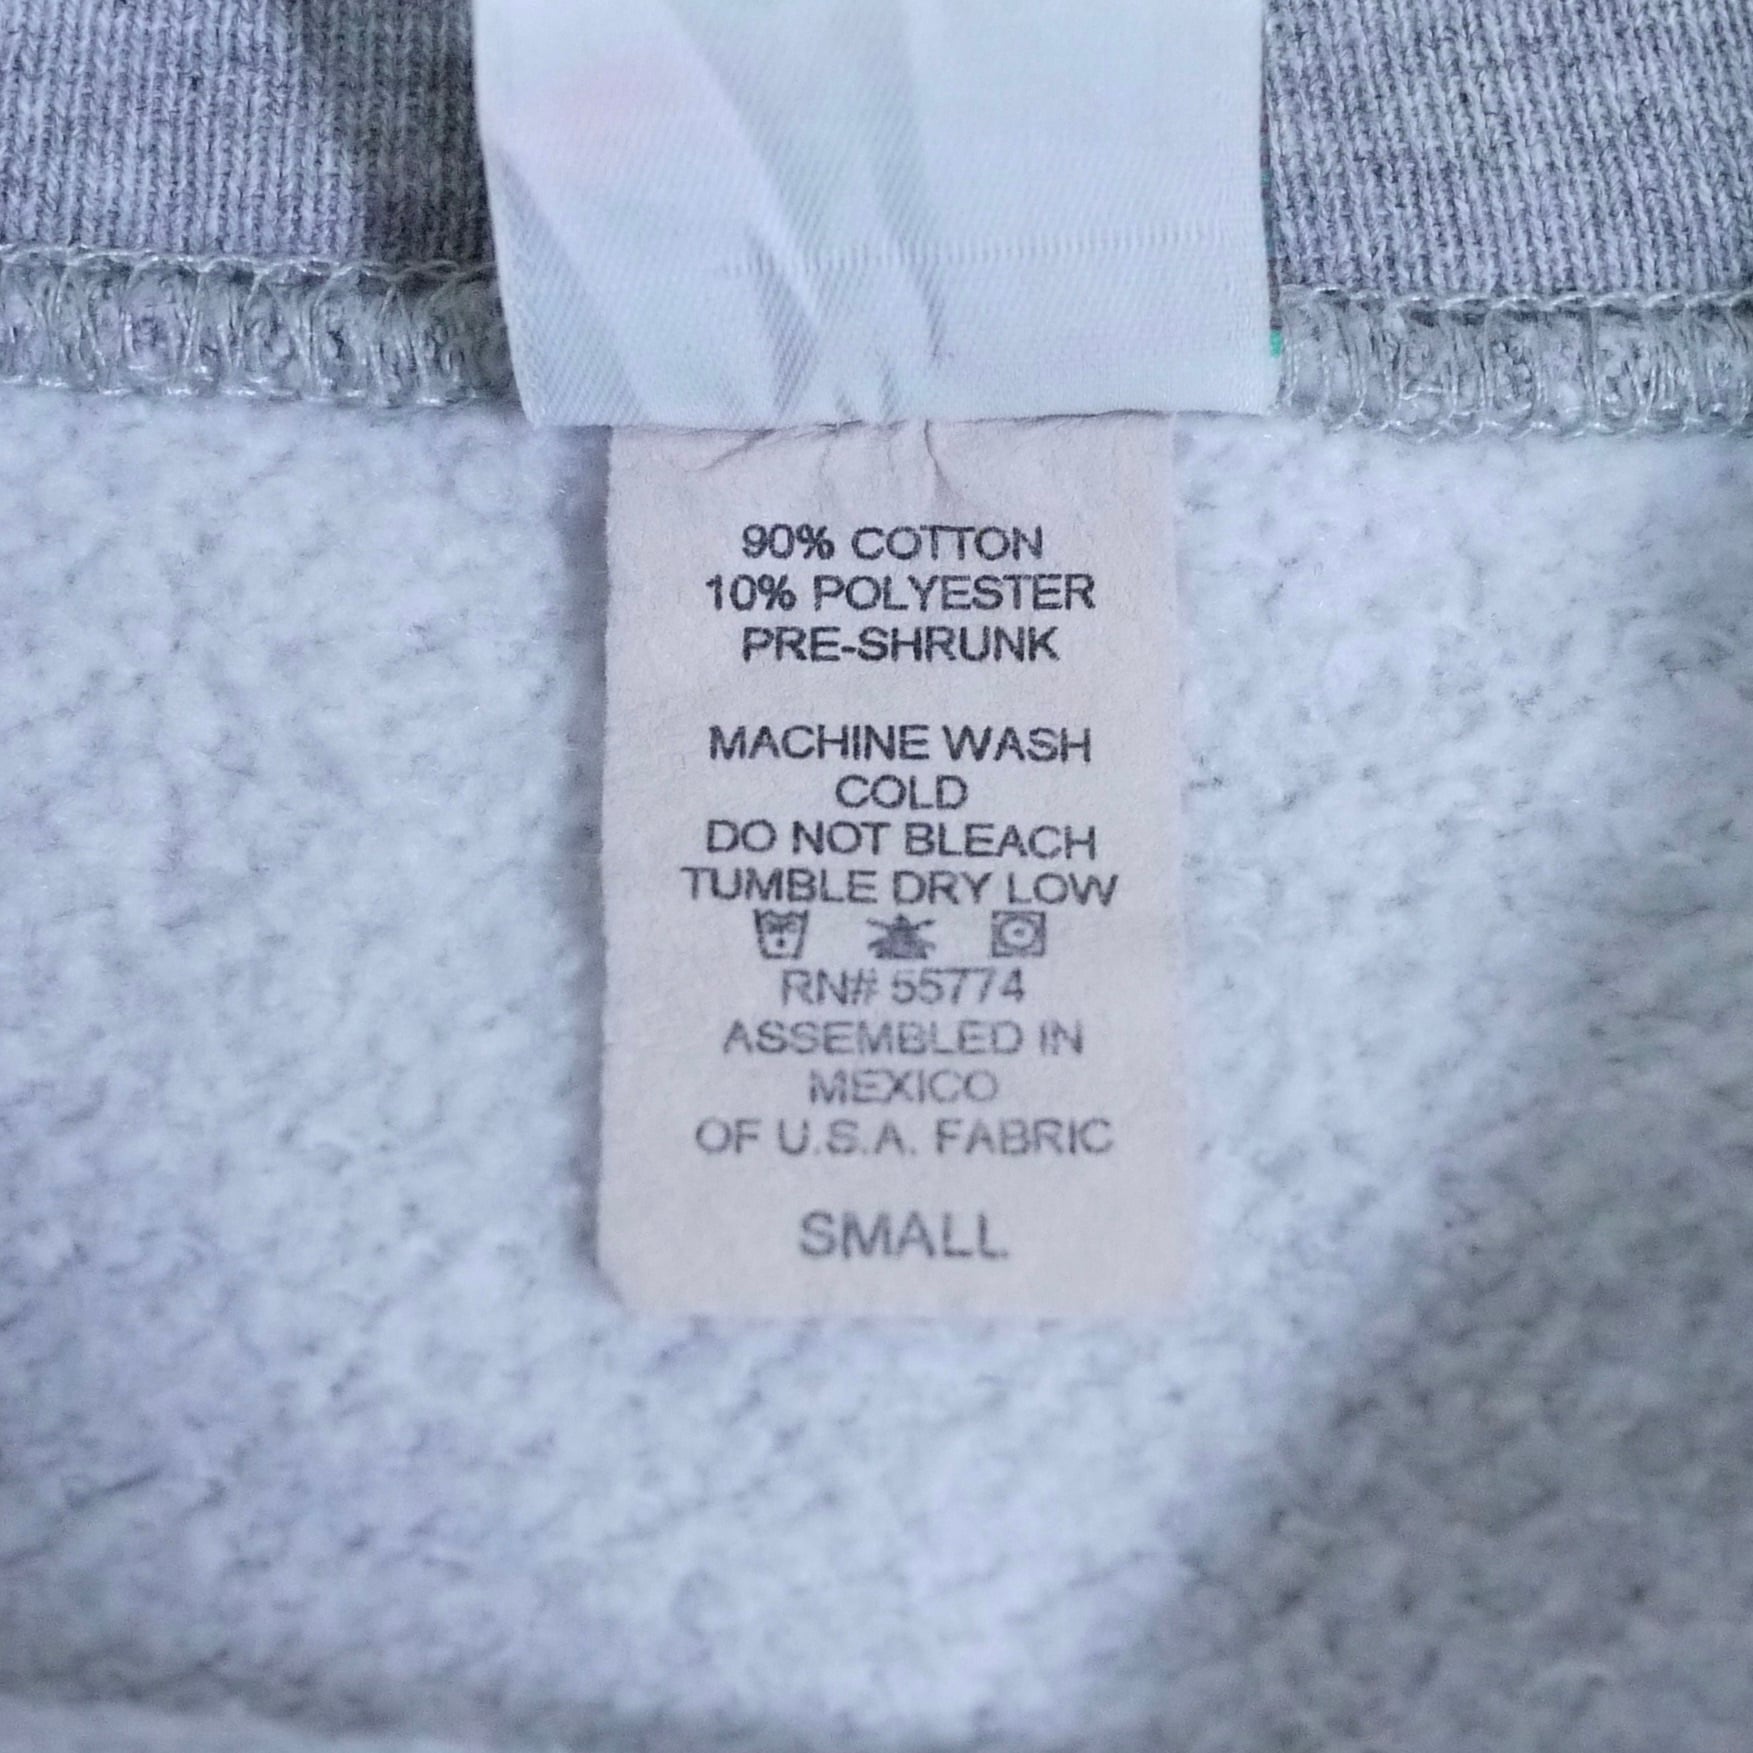 90% COTTON
10% POLYESTER
PRE-SHRUNK
MACHINE WASH
COLD
DO NOT BLEACH
TUMBLE DRY LOW
RN# 55774
ASSEMBLED IN
MEXICO
OF U.S.A. FABRIC
SMALL